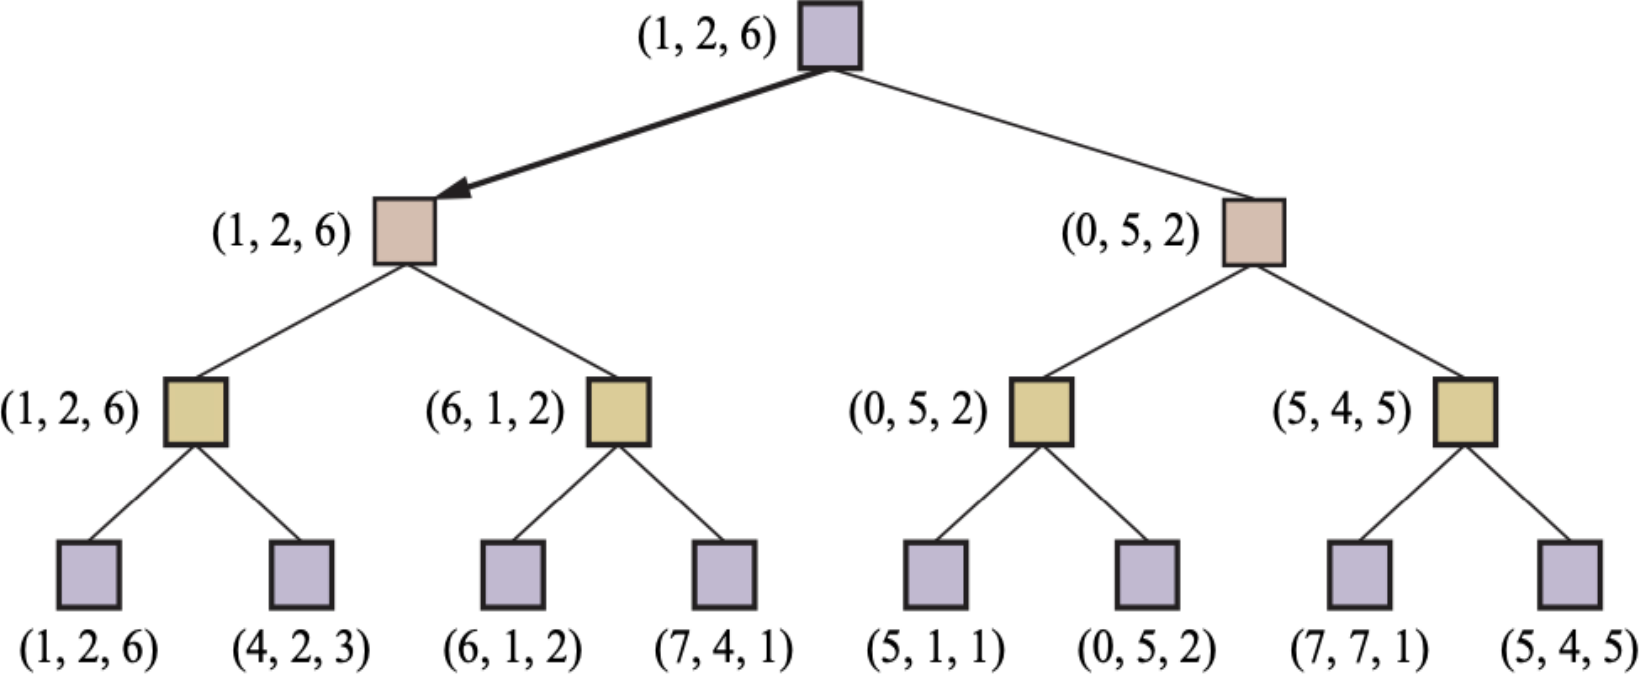 (1, 2, 6)
(1, 2, 6) (0, 5, 2)
(1, 2, 6) (6, 1, 2) (0, 5, 2) (5, 4, 5)
(1, 2, 6) (4, 2, 3) (6, 1, 2) (7, 4, 1) (5, 1, 1) (0, 5, 2) (7, 7, 1) (5, 4, 5)